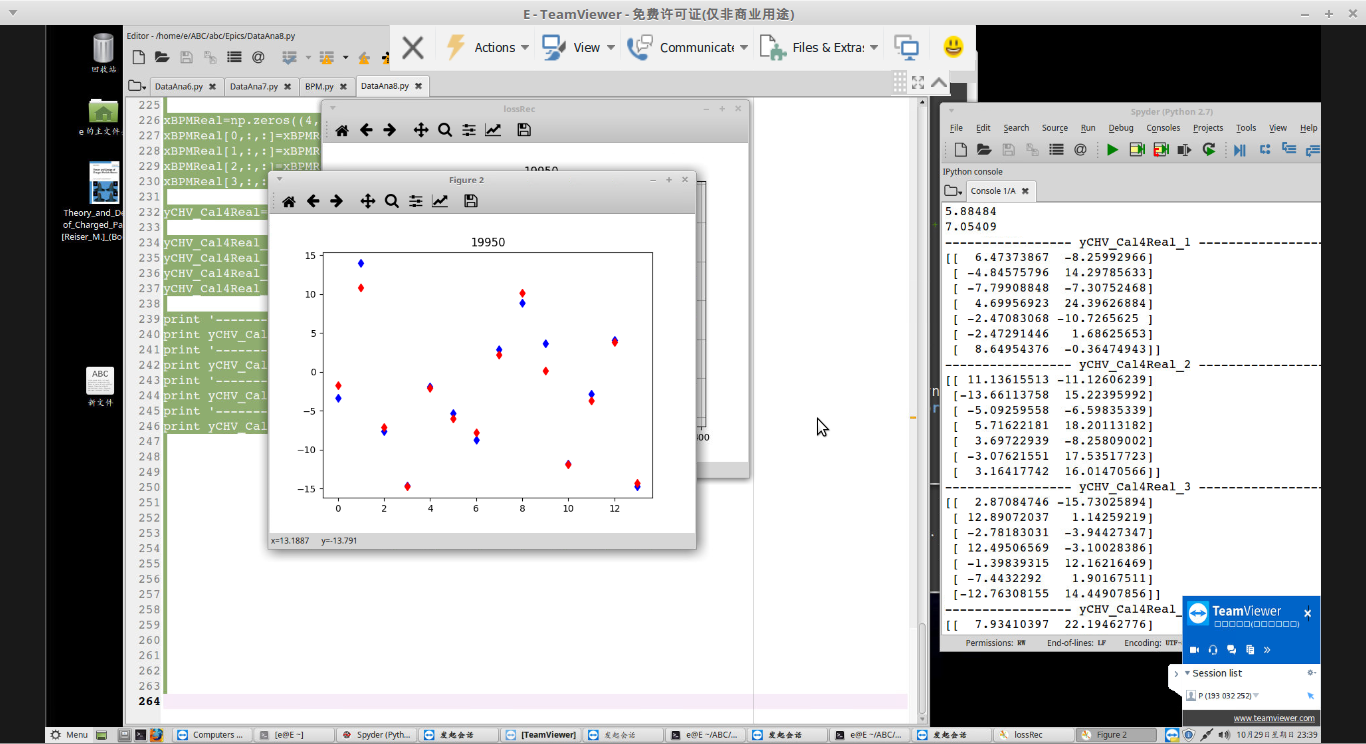 E - TeamViewer - 免费许可证(仅非商业用途)
Editor - /home/e/ABC/abc/Epics/DataAna8.py
Actions
View
Communicate
Files & Extras
DataAna6.py
DataAna7.py
BPM.py
DataAna8.py
回收站
e 的主文件
Theory_and_De
of_Charged_Pa
[Reiser_M.]_(Bo
ABC
新文件
225
226 xBPMReal=np.zeros((4,
227 xBPMReal[0,:,:]=xBPMR
228 xBPMReal[1,:,:]=xBPMR
229 xBPMReal[2,:,:]=xBPMR
230 xBPMReal[3,:,:]=xBPMR
231
232 yCHV_Cal4Real=
233
234 yCHV_Cal4Real_
235 yCHV_Cal4Real_
236 yCHV_Cal4Real_
237 yCHV_Cal4Real_
238
239 print '-------
240 print yCHV_Cal
241 print '-------
242 print yCHV_Cal
243 print '-------
244 print yCHV_Cal
245 print '-------
246 print yCHV_Cal
247
248
249
250
251
252
253
254
255
256
257
258
259
260
261
262
263
264
lossRec
19950
Figure 2
19950
15
10
5
0
−5
−10
−15
0 2 4 6 8 10 12
x=13.1887 y=-13.791
Spyder (Python 2.7)
File Edit Search Source Run Debug Consoles Projects Tools View Help
IPython console
Console 1/A
5.88484
7.05409
------------------ yCHV_Cal4Real_1 ------------------
[[ 6.47373867 -8.25992966]
[ -4.84575796 14.29785633]
[ -7.79908848 -7.30752468]
[ 4.69956923 24.39626884]
[ -2.47083068 -10.7265625 ]
[ -2.47291446 1.68625653]
[ 8.64954376 -0.36474943]]
------------------ yCHV_Cal4Real_2 ------------------
[[ 11.13615513 -11.12606239]
[-13.66113758 15.22395992]
[ -5.09259558 -6.59835339]
[ 5.71622181 18.20113182]
[ 3.69722939 -8.25809002]
[ -3.07621551 17.53517723]
[ 3.16417742 16.01470566]]
------------------ yCHV_Cal4Real_3 ------------------
[[ 2.87084746 -15.73025894]
[ 12.89072037 1.14259219]
[ -2.78183031 -3.94427347]
[ 12.49506569 -3.10028386]
[ -1.39839315 12.16216469]
[ -7.4432292 1.90167511]
[-12.76308155 14.44907856]]
------------------ yCHV_Cal4Real_
[[ 7.93410397 22.19462776]
Permissions: RW End-of-lines: LF Encoding: UTF-
TeamViewer
Session list
P (193 032 252)
www.teamviewer.com
Menu
Computers ...
[e@E ~]
Spyder (Pyth...
发起会话
[TeamViewer]
发起会话
e@E ~/ABC/...
发起会话
e@E ~/ABC/...
发起会话
lossRec
Figure 2
10月29日星期四 23:39